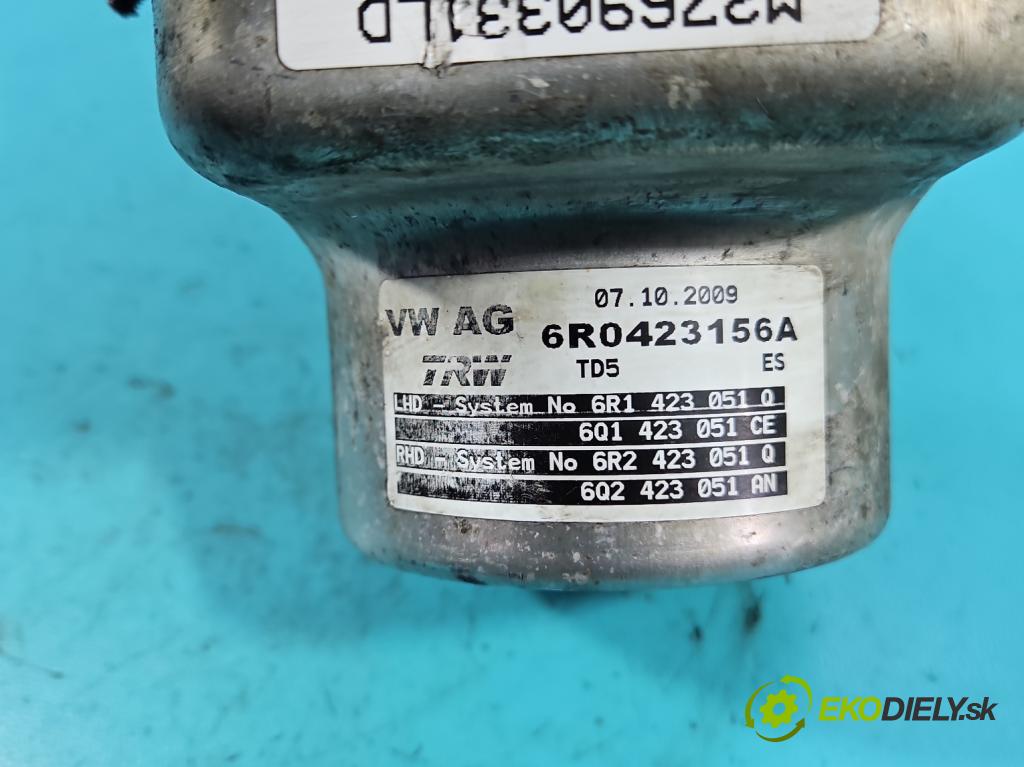 M27690331LD
07.10.2009
VW AG 6R0423156A
TRW TD5 ES
LHD - System No 6R1 423 051 Q
6Q1 423 051 CE
RHD - System No 6R2 423 051 Q
6Q2 423 051 AN
EKODIELY.sk